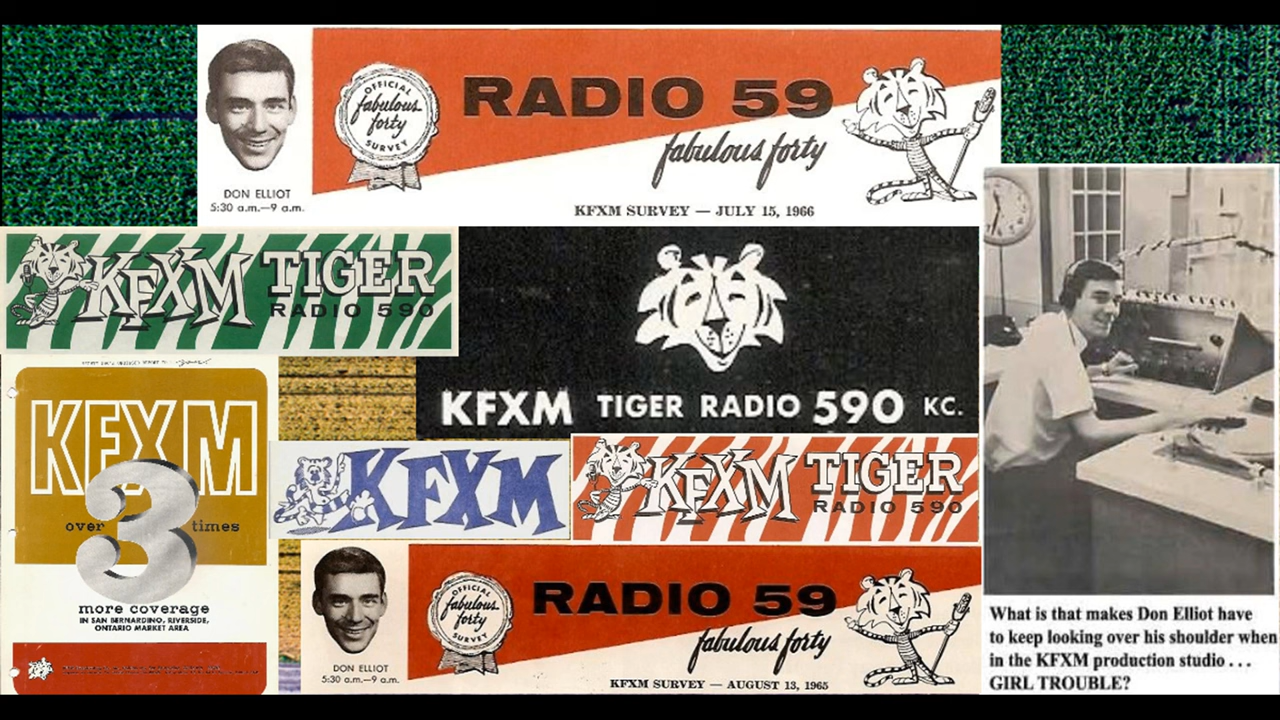 OFFICIAL
fabulous
forty
SURVEY
RADIO 59
fabulous forty
DON ELLIOT
5:30 a.m.—9 a.m.
KFXM SURVEY — JULY 15, 1966
KFXM TIGER
RADIO 590
KFXM TIGER RADIO 590 KC.
KFXM
over 3 times
more coverage
IN SAN BERNARDINO, RIVERSIDE,
ONTARIO MARKET AREA
KFXM
KFXM TIGER
RADIO 590
OFFICIAL
fabulous
forty
SURVEY
RADIO 59
fabulous forty
DON ELLIOT
5:30 a.m.—9 a.m.
KFXM SURVEY — AUGUST 13, 1965
What is that makes Don Elliot have
to keep looking over his shoulder when
in the KFXM production studio . . .
GIRL TROUBLE?